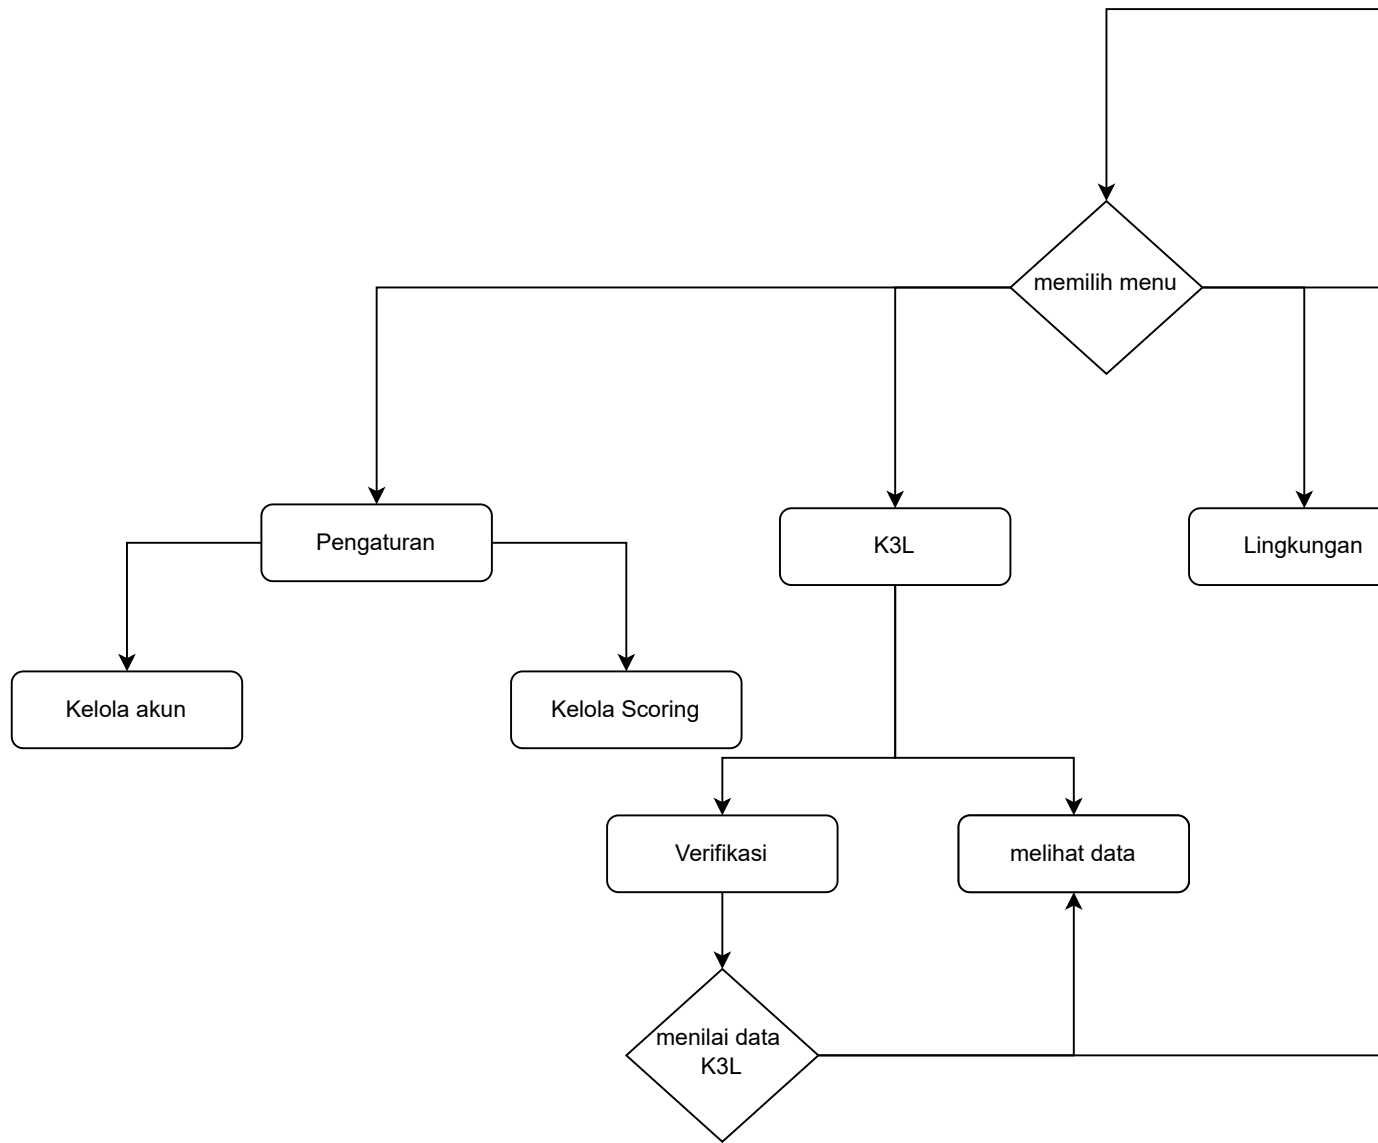 memilih menu
Pengaturan
K3L
Lingkungan
Kelola akun
Kelola Scoring
Verifikasi
melihat data
menilai data
K3L